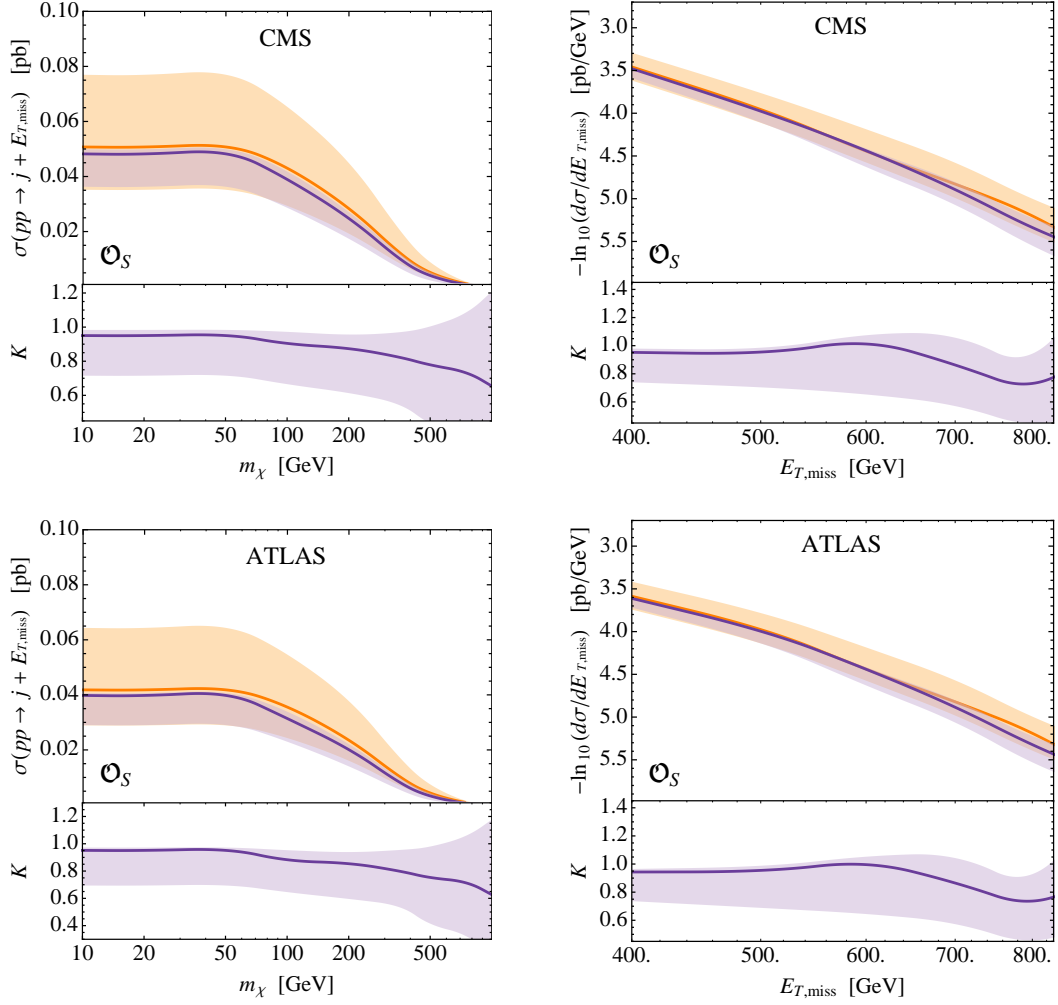 CMS
σ(pp → j + E_{T,miss}) [pb]
0.10
0.08
0.06
0.04
0.02
𝕺_S
K
1.2
1.0
0.8
0.6
10 20 50 100 200 500
m_χ [GeV]
CMS
−ln₁₀(dσ/dE_{T,miss}) [pb/GeV]
3.0
3.5
4.0
4.5
5.0
5.5
𝕺_S
K
1.4
1.2
1.0
0.8
0.6
400. 500. 600. 700. 800.
E_{T,miss} [GeV]
ATLAS
σ(pp → j + E_{T,miss}) [pb]
0.10
0.08
0.06
0.04
0.02
𝕺_S
K
1.2
1.0
0.8
0.6
0.4
10 20 50 100 200 500
m_χ [GeV]
ATLAS
−ln₁₀(dσ/dE_{T,miss}) [pb/GeV]
3.0
3.5
4.0
4.5
5.0
5.5
𝕺_S
K
1.4
1.2
1.0
0.8
0.6
400. 500. 600. 700. 800.
E_{T,miss} [GeV]